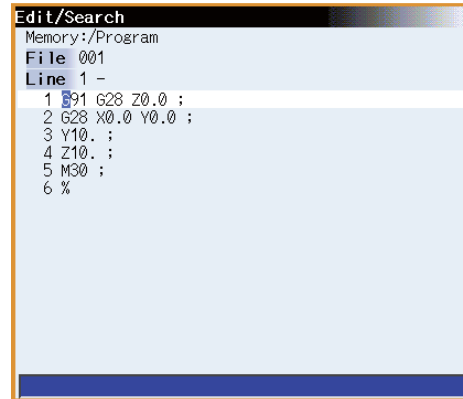 Edit/Search
Memory:/Program
File 001
Line 1 -
1 G91 G28 Z0.0 ;
2 G28 X0.0 Y0.0 ;
3 Y10. ;
4 Z10. ;
5 M30 ;
6 %